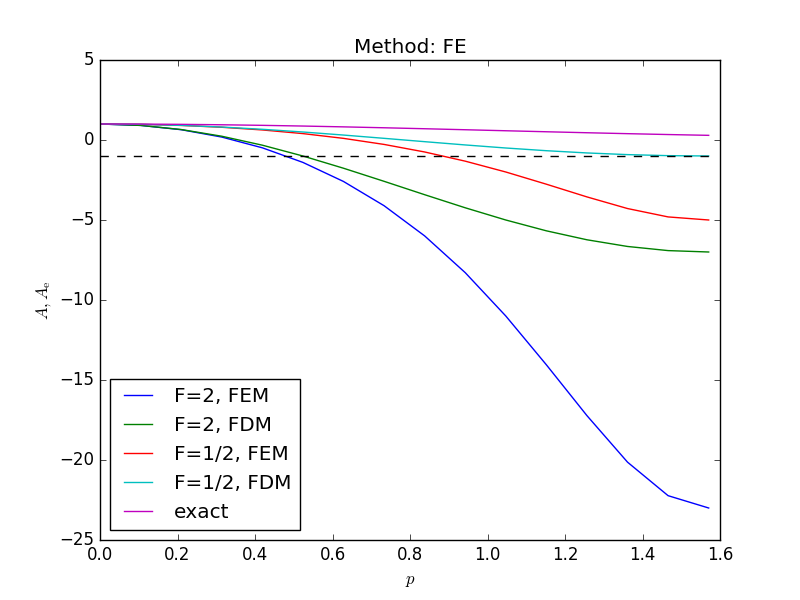 Method: FE
5
0
−5
−10
−15
−20
−25
A, Aₑ
F=2, FEM
F=2, FDM
F=1/2, FEM
F=1/2, FDM
exact
0.0 0.2 0.4 0.6 0.8 1.0 1.2 1.4 1.6
p